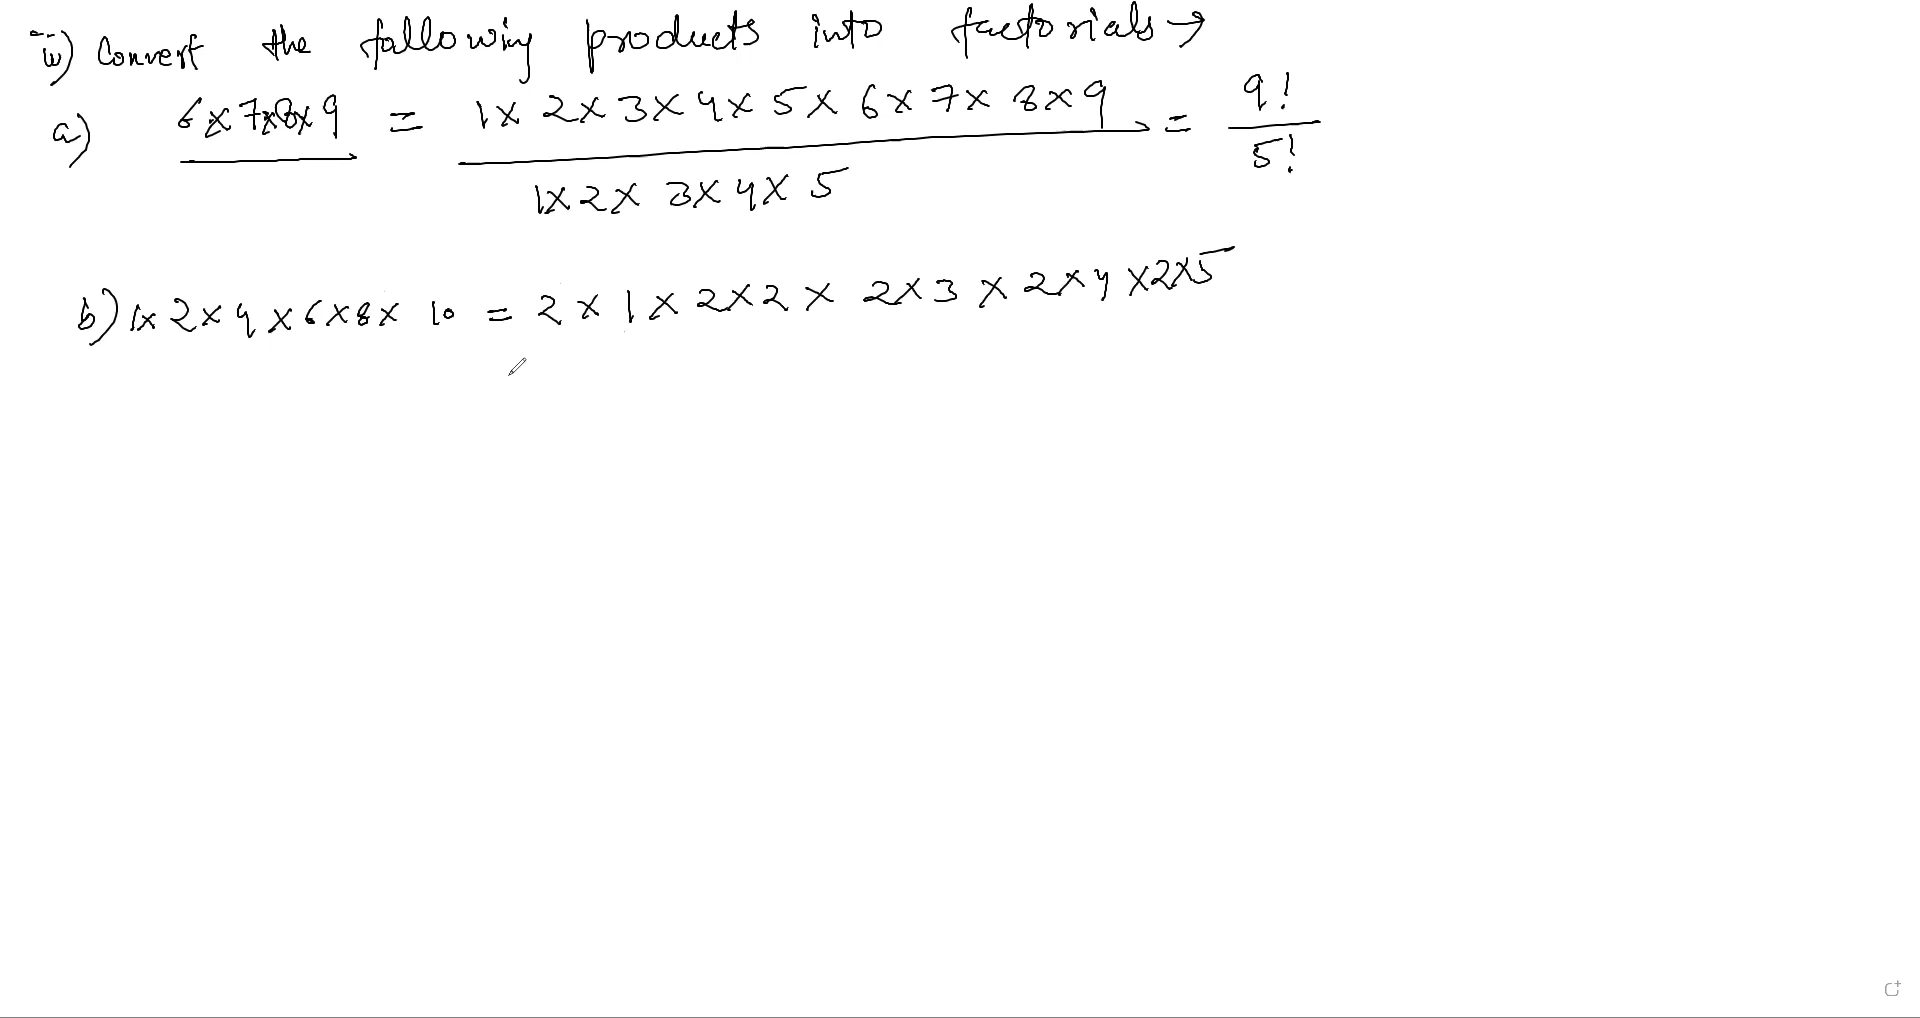 iii) Convert the following products into factorials →
a) 6×7×8×9 = 1× 2× 3× 4× 5× 6× 7× 8×9 / 1×2× 3×4× 5 = 9! / 5!
b) 1× 2× 4 × 6×8× 10 = 2 × 1 × 2×2 × 2×3 × 2×4 ×2×5